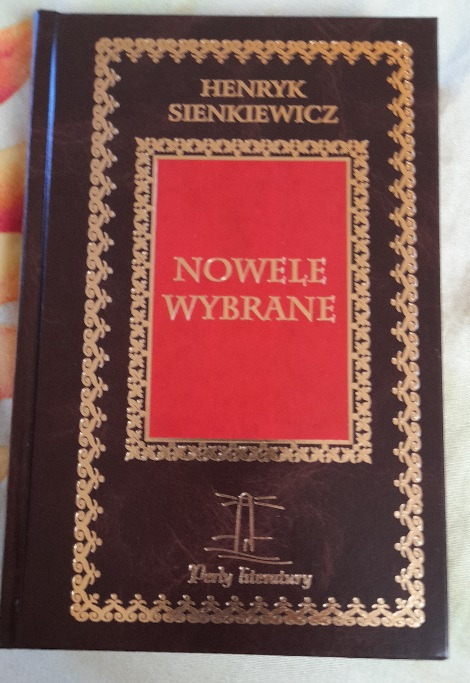 HENRYK
SIENKIEWICZ
NOWELE
WYBRANE
Perły literatury